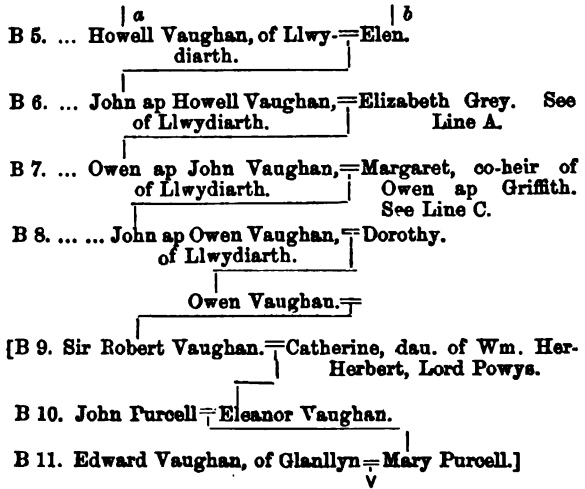 a b
B 5. ... Howell Vaughan, of Llwy-=Elen.
diarth.
B 6. ... John ap Howell Vaughan,=Elizabeth Grey. See
of Llwydiarth. Line A.
B 7. ... Owen ap John Vaughan,=Margaret, co-heir of
of Llwydiarth. Owen ap Griffith.
See Line C.
B 8. ... ... John ap Owen Vaughan,=Dorothy.
of Llwydiarth.
Owen Vaughan.=
[B 9. Sir Robert Vaughan.=Catherine, dau. of Wm. Her-
Herbert, Lord Powys.
B 10. John Purcell=Eleanor Vaughan.
B 11. Edward Vaughan, of Glanllyn=Mary Purcell.]